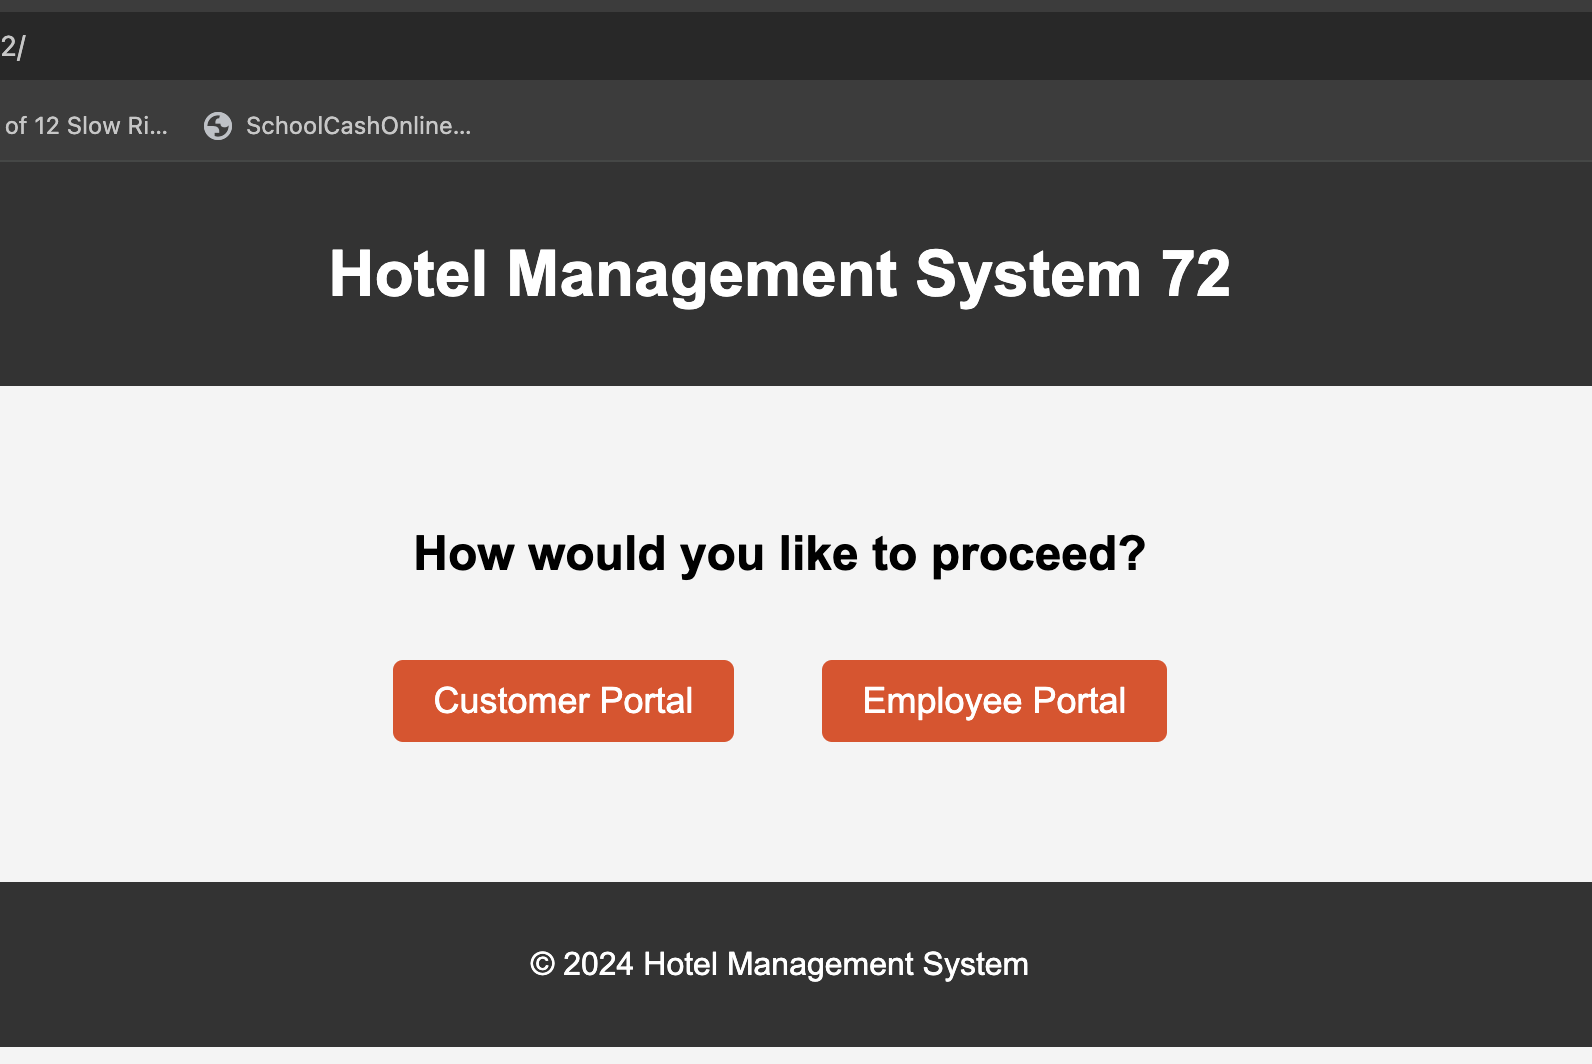 2/
of 12 Slow Ri...
SchoolCashOnline...
Hotel Management System 72
How would you like to proceed?
Customer Portal
Employee Portal
© 2024 Hotel Management System